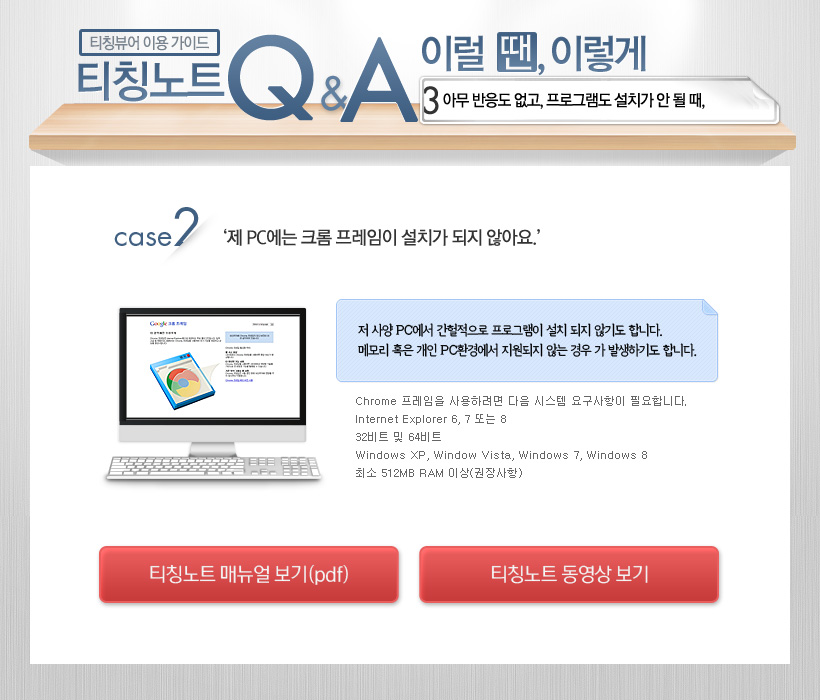 티칭뷰어 이용 가이드
티칭노트 Q&A 이럴 땐, 이렇게
3 아무 반응도 없고, 프로그램도 설치가 안 될 때,
case2 ‘제 PC에는 크롬 프레임이 설치가 되지 않아요.’
Google 크롬 프레임
저 사양 PC에서 간헐적으로 프로그램이 설치 되지 않기도 합니다.
메모리 혹은 개인 PC환경에서 지원되지 않는 경우 가 발생하기도 합니다.
Chrome 프레임을 사용하려면 다음 시스템 요구사항이 필요합니다.
Internet Explorer 6, 7 또는 8
32비트 및 64비트
Windows XP, Window Vista, Windows 7, Windows 8
최소 512MB RAM 이상(권장사항)
티칭노트 매뉴얼 보기(pdf)
티칭노트 동영상 보기